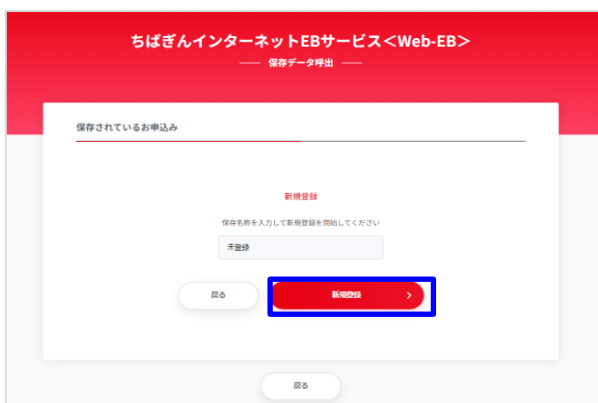 ちばぎんインターネットEBサービス<Web-EB>
保存データ呼出
保存されているお申込み
新規登録
保存名称を入力して新規登録を開始してください
未登録
戻る
新規登録
戻る